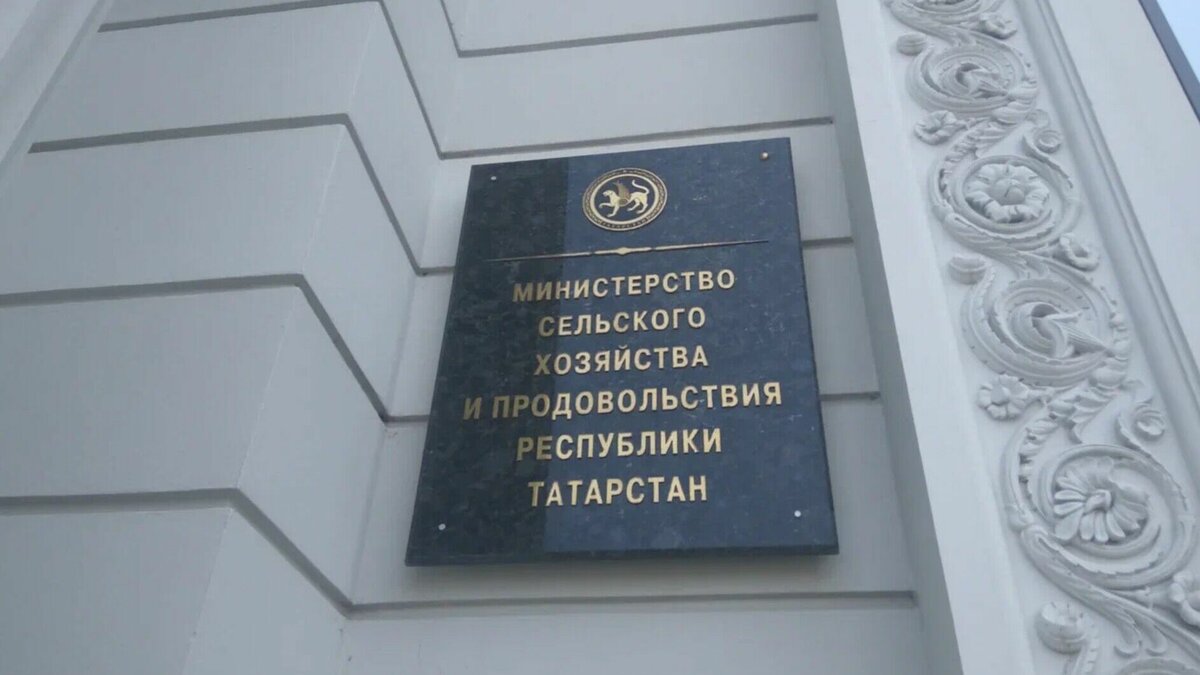 МИНИСТЕРСТВО
СЕЛЬСКОГО
ХОЗЯЙСТВА
И ПРОДОВОЛЬСТВИЯ
РЕСПУБЛИКИ
ТАТАРСТАН